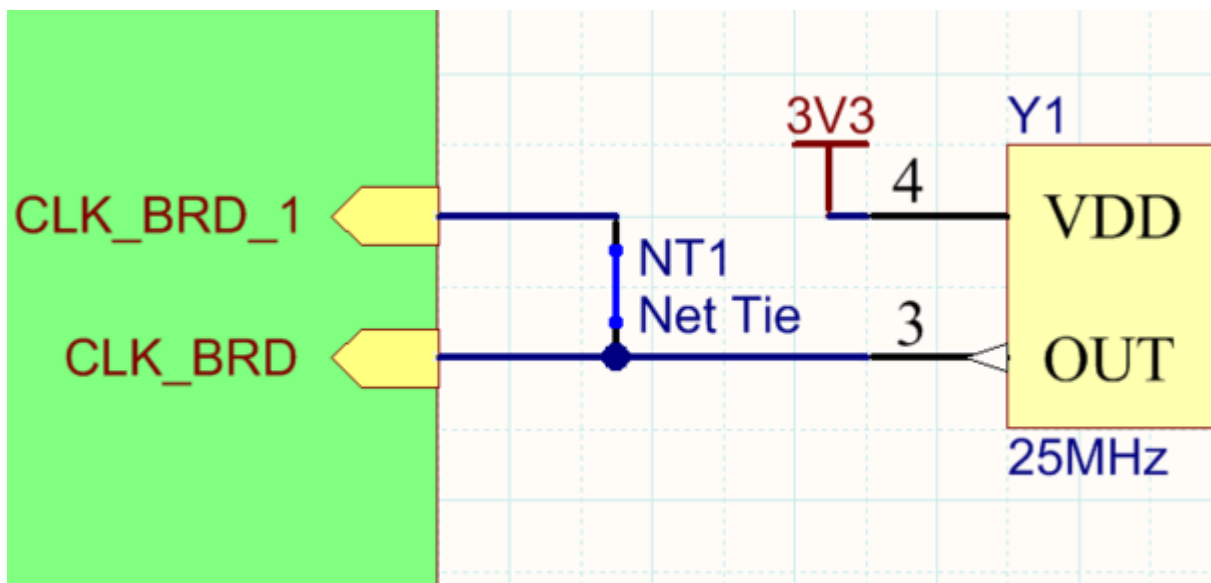 3V3
Y1
CLK_BRD_1
4
VDD
NT1
Net Tie
CLK_BRD
3
OUT
25MHz